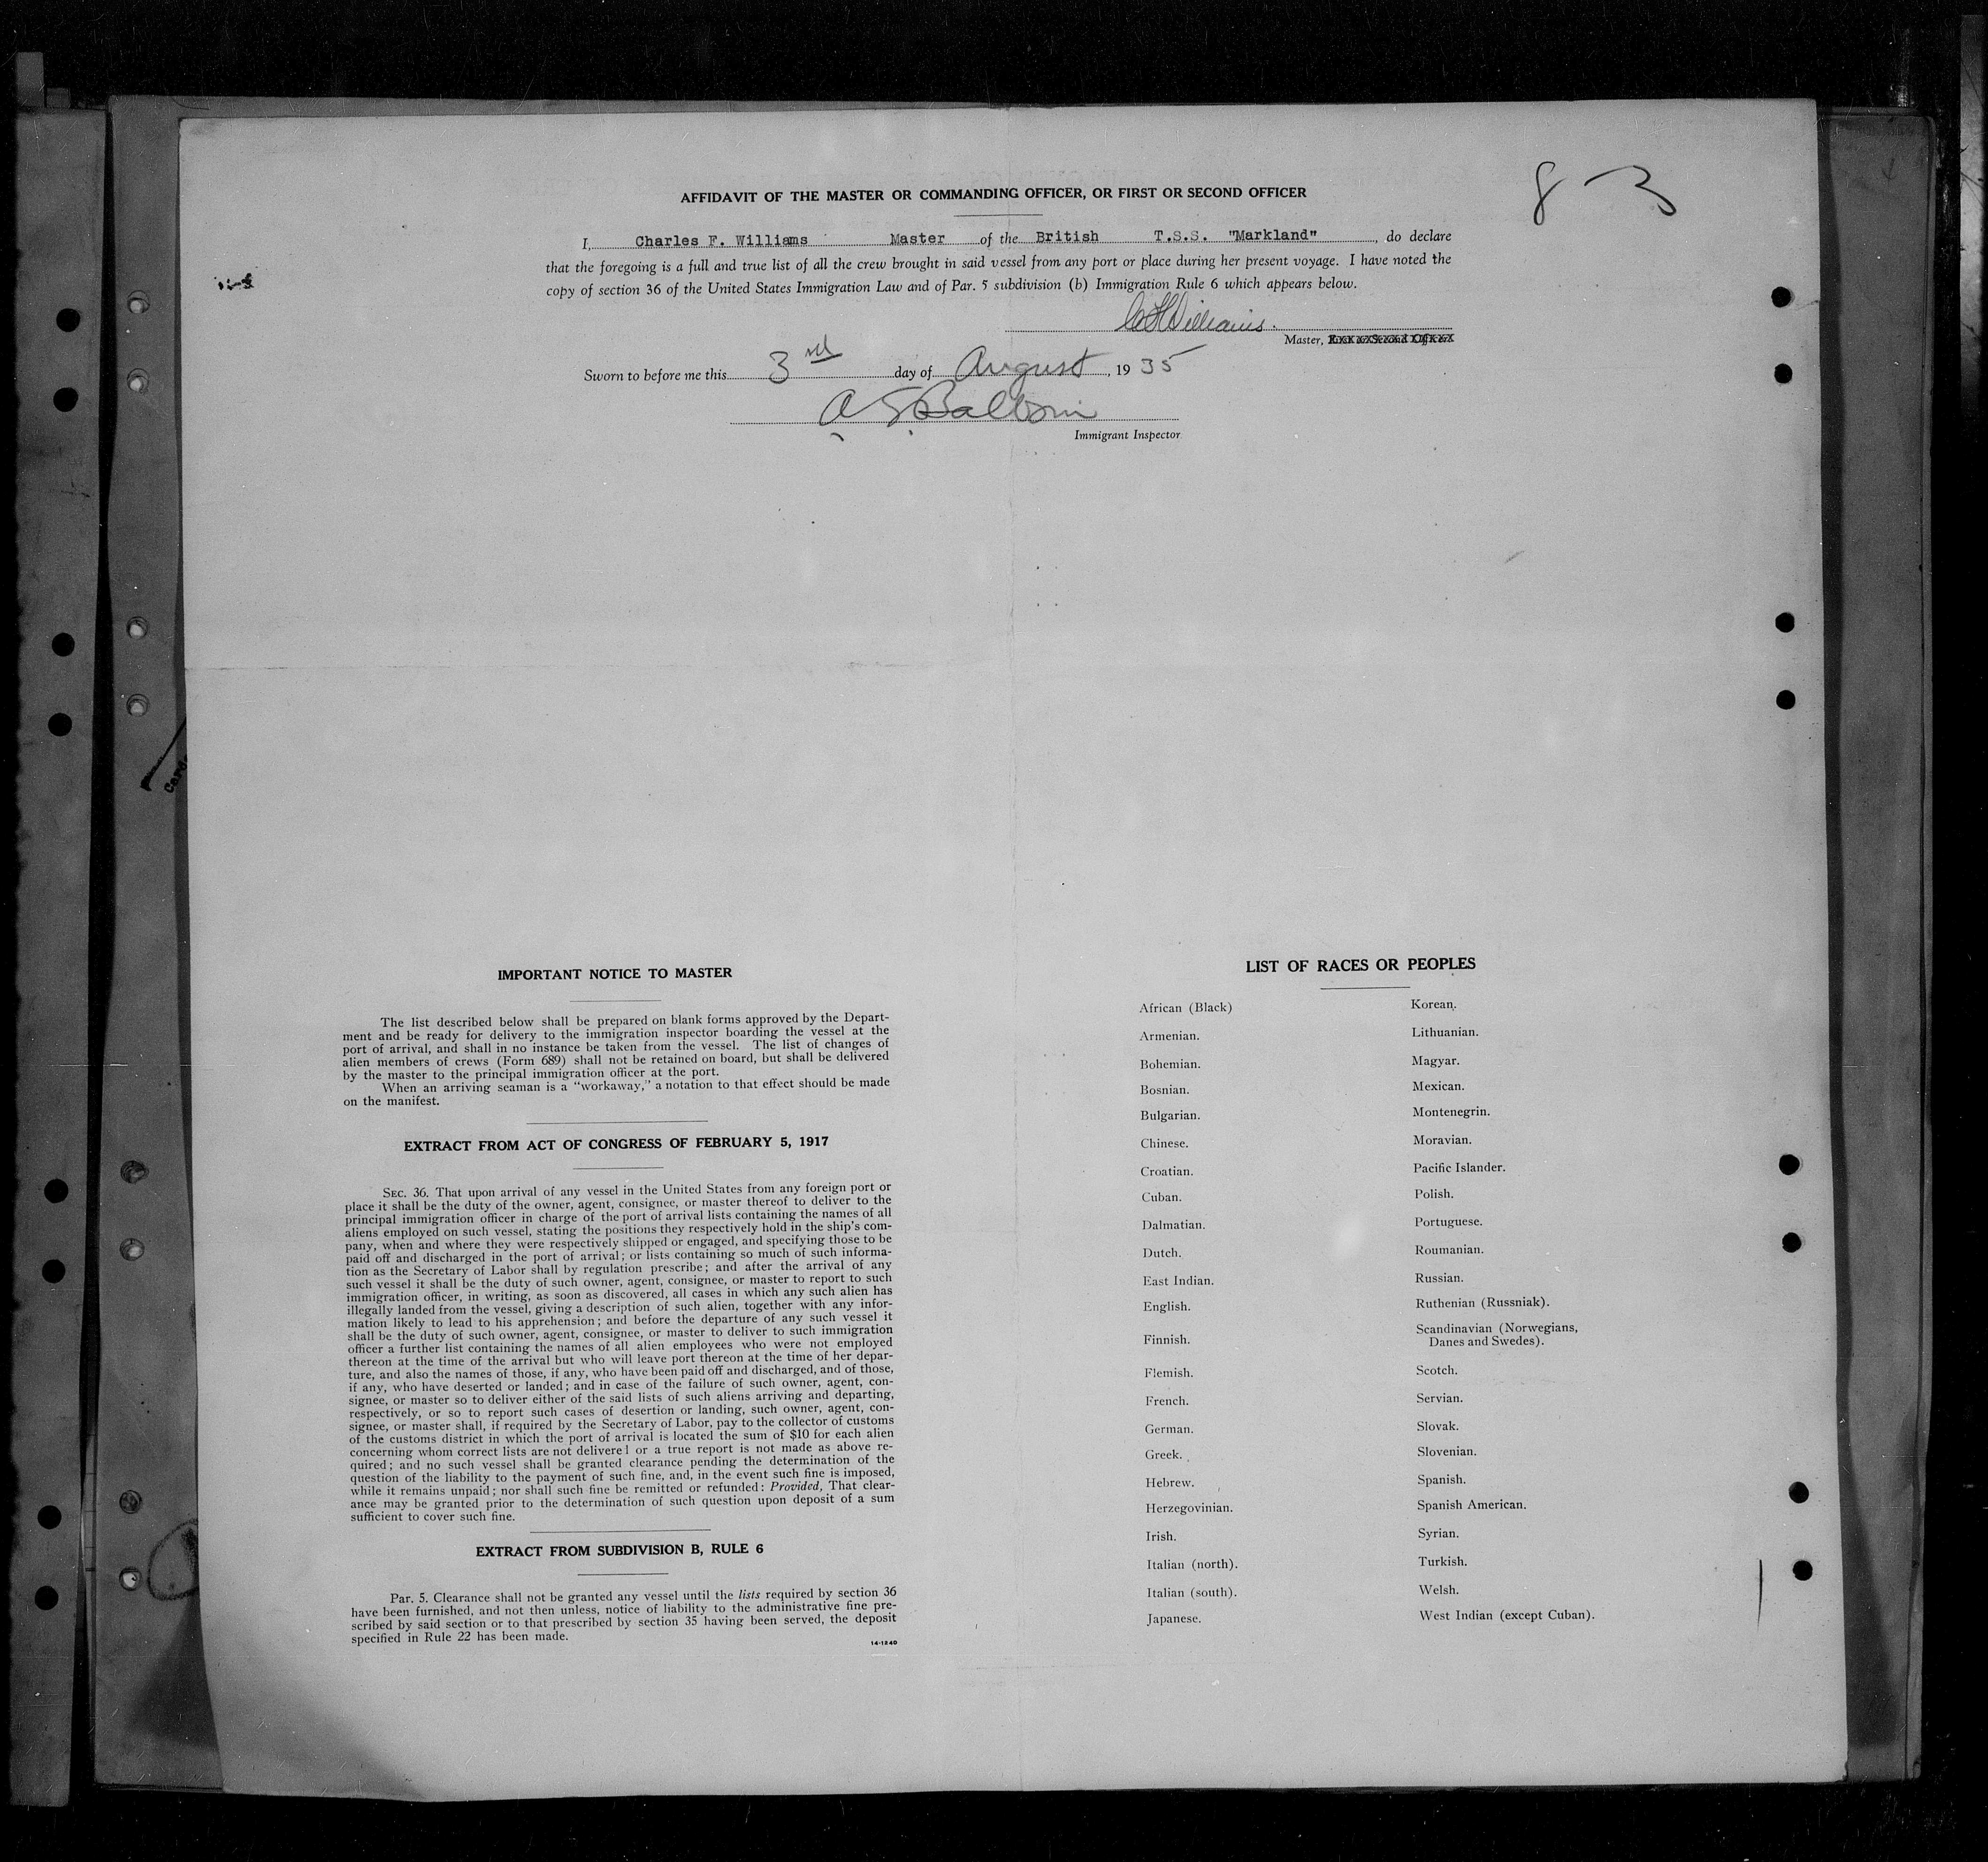 8-3
AFFIDAVIT OF THE MASTER OR COMMANDING OFFICER, OR FIRST OR SECOND OFFICER
I, Charles F. Williams Master of the British T.S.S. "Markland", do declare
that the foregoing is a full and true list of all the crew brought in said vessel from any port or place during her present voyage. I have noted the
copy of section 36 of the United States Immigration Law and of Par. 5 subdivision (b) Immigration Rule 6 which appears below.
C F Williams.
Master,
Sworn to before me this 3rd day of August, 1935
Immigrant Inspector
IMPORTANT NOTICE TO MASTER
The list described below shall be prepared on blank forms approved by the Depart-
ment and be ready for delivery to the immigration inspector boarding the vessel at the
port of arrival, and shall in no instance be taken from the vessel. The list of changes of
alien members of crews (Form 689) shall not be retained on board, but shall be delivered
by the master to the principal immigration officer at the port.
When an arriving seaman is a "workaway," a notation to that effect should be made
on the manifest.
EXTRACT FROM ACT OF CONGRESS OF FEBRUARY 5, 1917
SEC. 36. That upon arrival of any vessel in the United States from any foreign port or
place it shall be the duty of the owner, agent, consignee, or master thereof to deliver to the
principal immigration officer in charge of the port of arrival lists containing the names of all
aliens employed on such vessel, stating the positions they respectively hold in the ship's com-
pany, when and where they were respectively shipped or engaged, and specifying those to be
paid off and discharged in the port of arrival; or lists containing so much of such informa-
tion as the Secretary of Labor shall by regulation prescribe; and after the arrival of any
such vessel it shall be the duty of such owner, agent, consignee, or master to report to such
immigration officer, in writing, as soon as discovered, all cases in which any such alien has
illegally landed from the vessel, giving a description of such alien, together with any infor-
mation likely to lead to his apprehension; and before the departure of any such vessel it
shall be the duty of such owner, agent, consignee, or master to deliver to such immigration
officer a further list containing the names of all alien employees who were not employed
thereon at the time of the arrival but who will leave port thereon at the time of her depar-
ture, and also the names of those, if any, who have been paid off and discharged, and of those,
if any, who have deserted or landed; and in case of the failure of such owner, agent, con-
signee, or master so to deliver either of the said lists of such aliens arriving and departing,
respectively, or so to report such cases of desertion or landing, such owner, agent, con-
signee, or master shall, if required by the Secretary of Labor, pay to the collector of customs
of the customs district in which the port of arrival is located the sum of $10 for each alien
concerning whom correct lists are not delivered or a true report is not made as above re-
quired; and no such vessel shall be granted clearance pending the determination of the
question of the liability to the payment of such fine, and, in the event such fine is imposed,
while it remains unpaid; nor shall such fine be remitted or refunded: Provided, That clear-
ance may be granted prior to the determination of such question upon deposit of a sum
sufficient to cover such fine.
EXTRACT FROM SUBDIVISION B, RULE 6
Par. 5. Clearance shall not be granted any vessel until the lists required by section 36
have been furnished, and not then unless, notice of liability to the administrative fine pre-
scribed by said section or to that prescribed by section 35 having been served, the deposit
specified in Rule 22 has been made.
14-1240
LIST OF RACES OR PEOPLES
African (Black)
Armenian.
Bohemian.
Bosnian.
Bulgarian.
Chinese.
Croatian.
Cuban.
Dalmatian.
Dutch.
East Indian.
English.
Finnish.
Flemish.
French.
German.
Greek.
Hebrew.
Herzegovinian.
Irish.
Italian (north).
Italian (south).
Japanese.
Korean.
Lithuanian.
Magyar.
Mexican.
Montenegrin.
Moravian.
Pacific Islander.
Polish.
Portuguese.
Roumanian.
Russian.
Ruthenian (Russniak).
Scandinavian (Norwegians,
Danes and Swedes).
Scotch.
Servian.
Slovak.
Slovenian.
Spanish.
Spanish American.
Syrian.
Turkish.
Welsh.
West Indian (except Cuban).